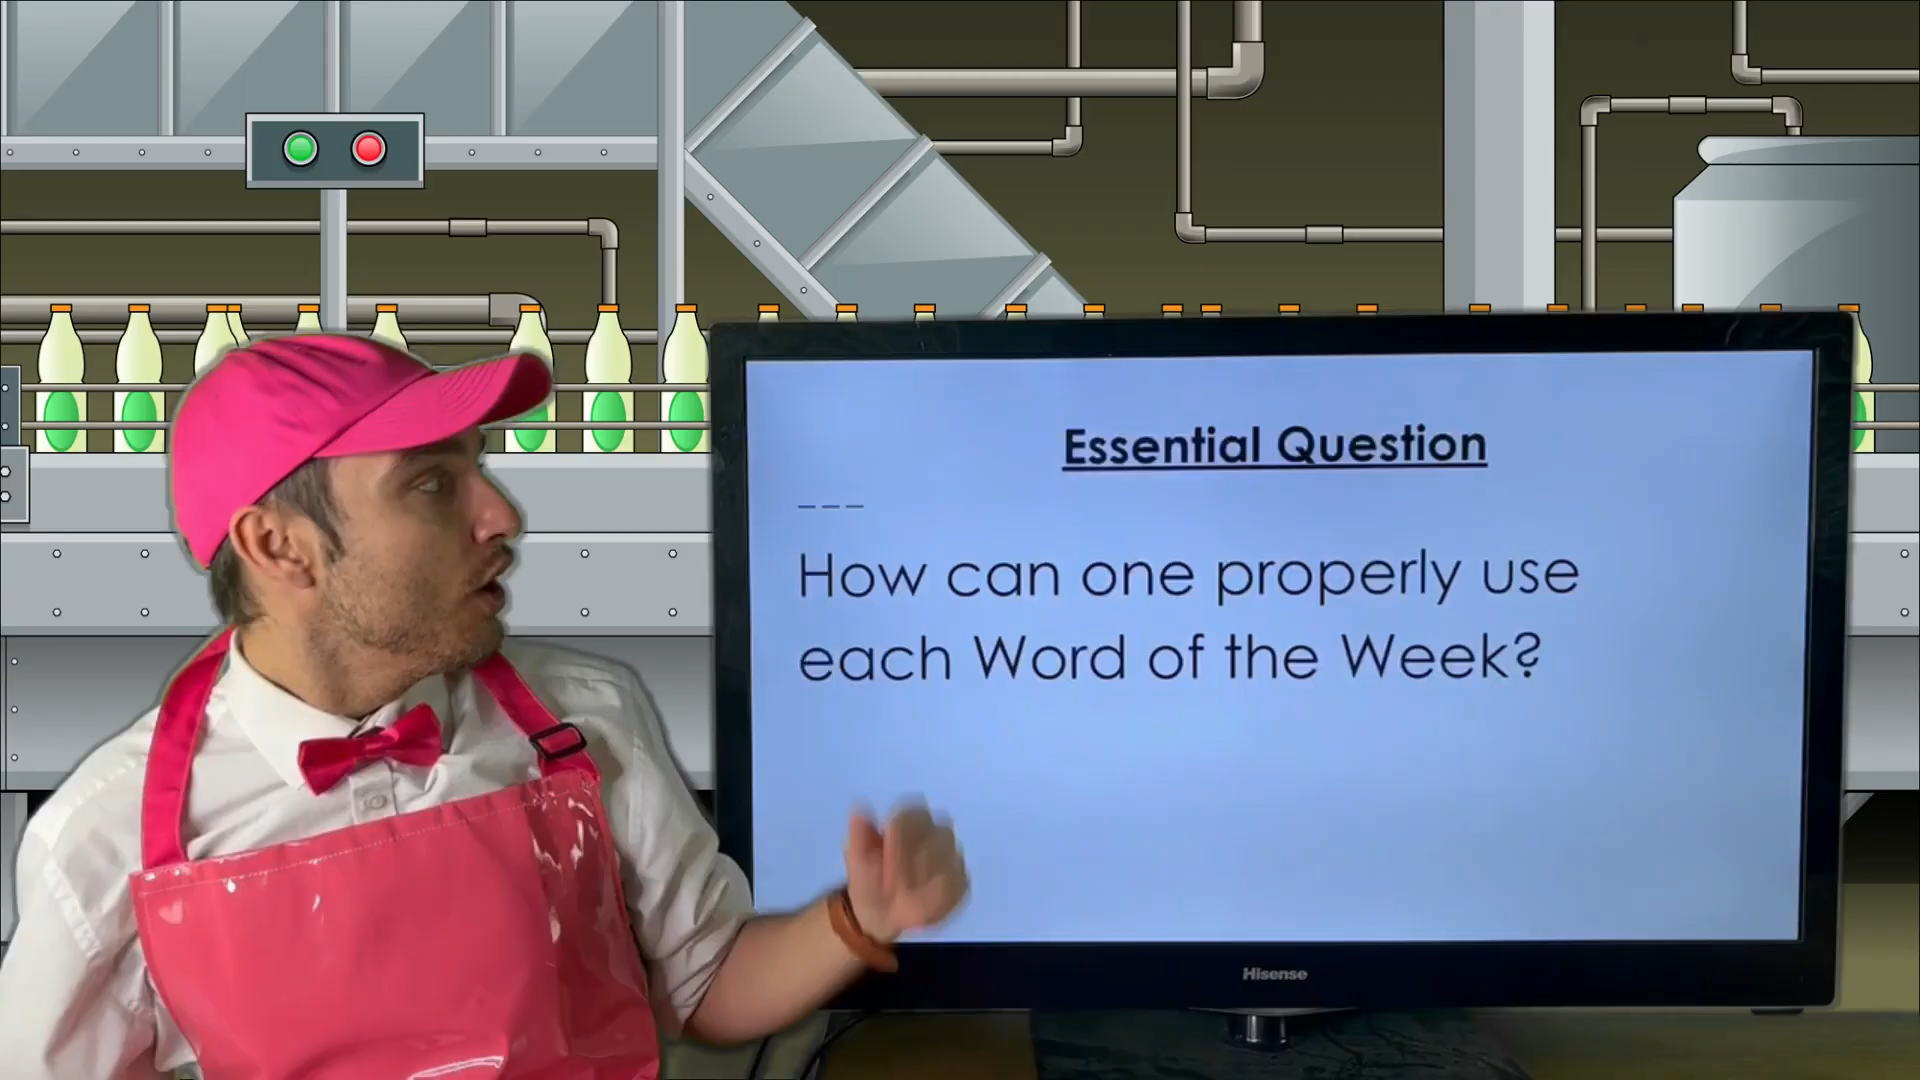 Essential Question
---
How can one properly use
each Word of the Week?
Hisense